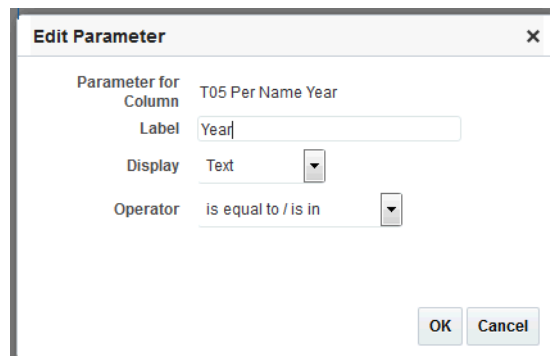 Edit Parameter
Parameter for
Column
T05 Per Name Year
Label
Year
Display
Text
Operator
is equal to / is in
OK
Cancel